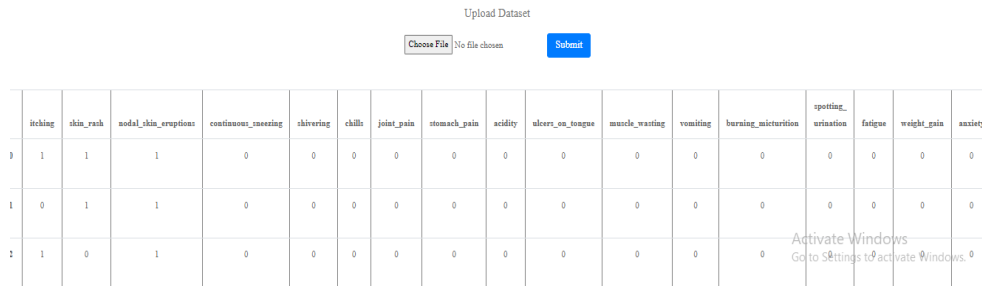 Upload Dataset
Choose File No file chosen Submit
itching skin_rash nodal_skin_eruptions continuous_sneezing shivering chills joint_pain stomach_pain acidity ulcers_on_tongue muscle_wasting vomiting burning_micturition spotting_ urination fatigue weight_gain anxiety
0 1 1 1 0 0 0 0 0 0 0 0 0 0 0 0 0 0
1 0 1 1 0 0 0 0 0 0 0 0 0 0 0 0 0 0
2 1 0 1 0 0 0 0 0 0 0 0 0 0 0 0 0 0
Activate Windows
Go to Settings to activate Windows.